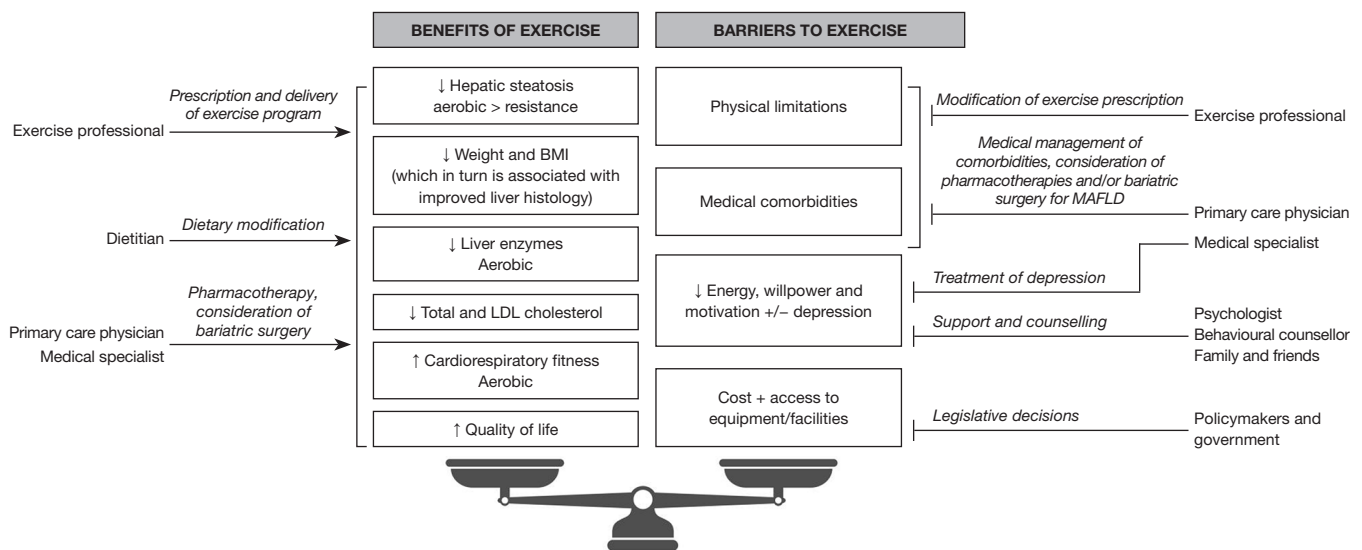 BENEFITS OF EXERCISE
BARRIERS TO EXERCISE
Prescription and delivery
of exercise program
Exercise professional
Dietary modification
Dietitian
Pharmacotherapy,
consideration of
bariatric surgery
Primary care physician
Medical specialist
↓ Hepatic steatosis
aerobic > resistance
↓ Weight and BMI
(which in turn is associated with
improved liver histology)
↓ Liver enzymes
Aerobic
↓ Total and LDL cholesterol
↑ Cardiorespiratory fitness
Aerobic
↑ Quality of life
Physical limitations
Medical comorbidities
↓ Energy, willpower and
motivation +/− depression
Cost + access to
equipment/facilities
Modification of exercise prescription
Exercise professional
Medical management of
comorbidities, consideration of
pharmacotherapies and/or bariatric
surgery for MAFLD
Primary care physician
Medical specialist
Treatment of depression
Support and counselling
Psychologist
Behavioural counsellor
Family and friends
Legislative decisions
Policymakers and
government